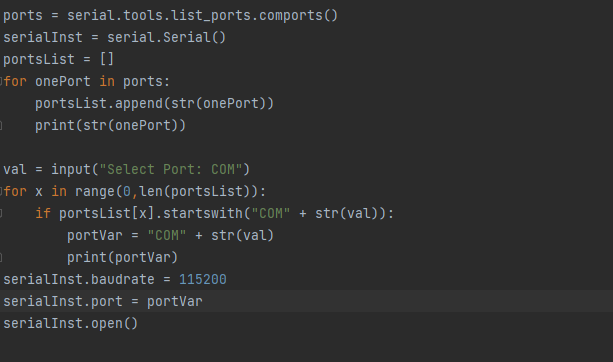 ports = serial.tools.list_ports.comports()
serialInst = serial.Serial()
portsList = []
for onePort in ports:
    portsList.append(str(onePort))
    print(str(onePort))

val = input("Select Port: COM")
for x in range(0,len(portsList)):
    if portsList[x].startswith("COM" + str(val)):
        portVar = "COM" + str(val)
        print(portVar)
serialInst.baudrate = 115200
serialInst.port = portVar
serialInst.open()